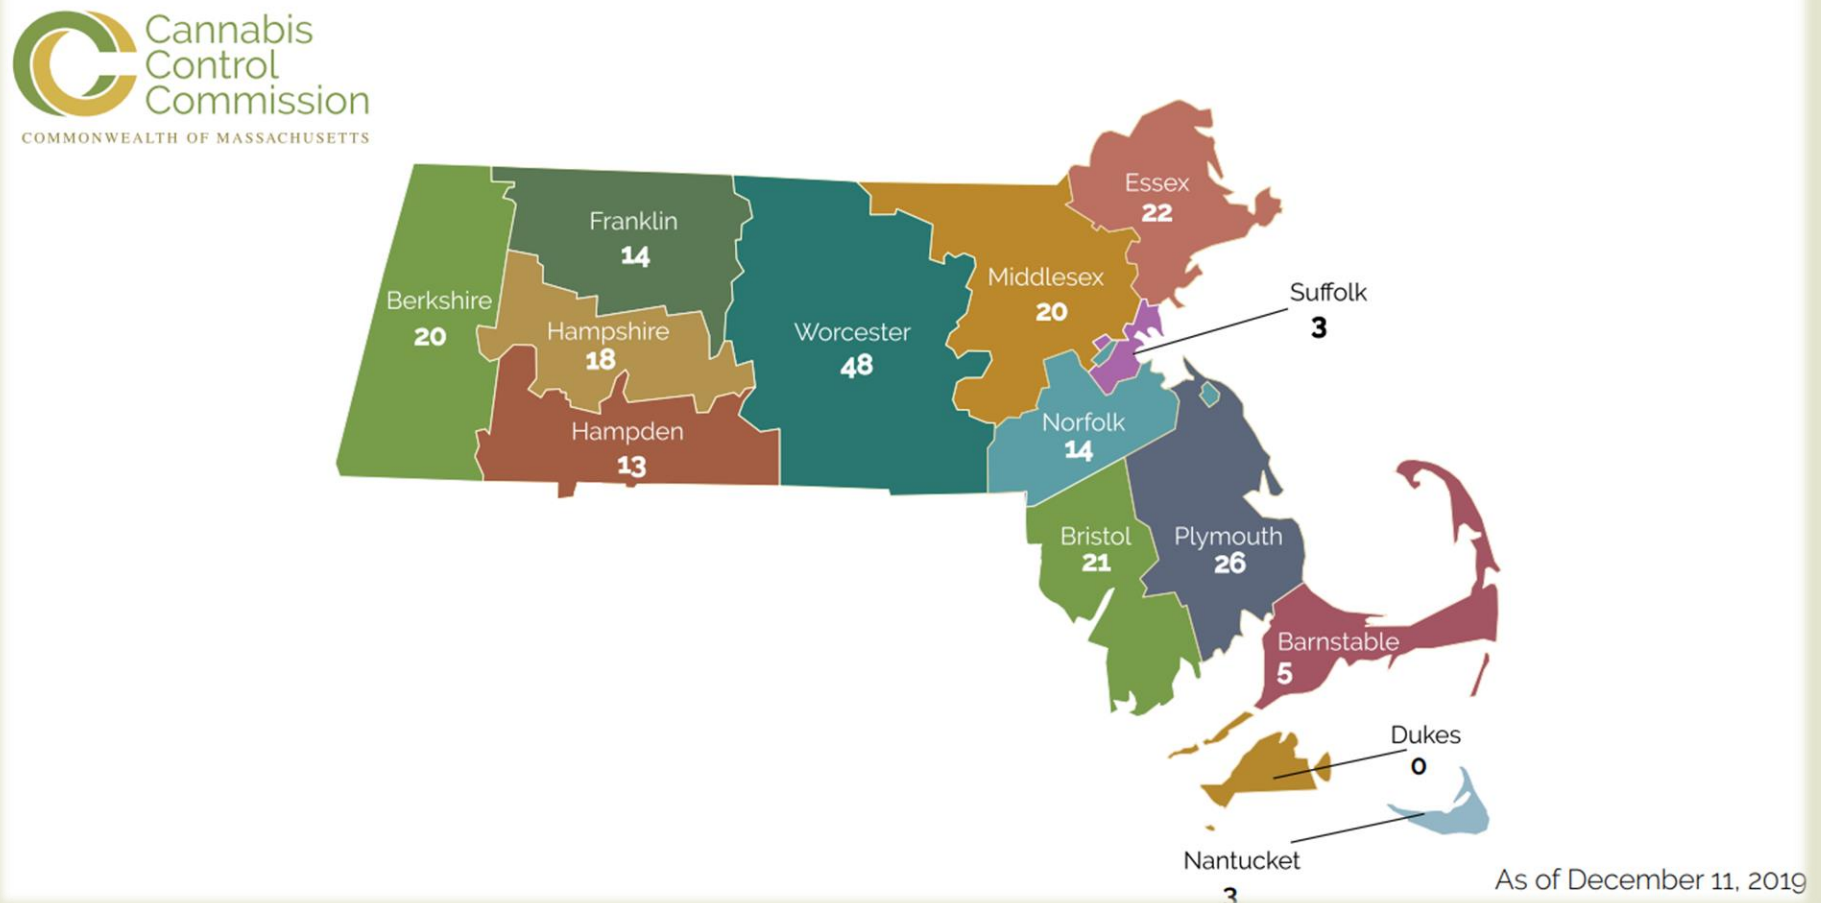 Cannabis
Control
Commission
COMMONWEALTH OF MASSACHUSETTS
Essex
22
Franklin
14
Middlesex
20
Suffolk
3
Berkshire
20
Hampshire
18
Worcester
48
Norfolk
14
Hampden
13
Bristol
21
Plymouth
26
Barnstable
5
Dukes
0
Nantucket
3
As of December 11, 2019